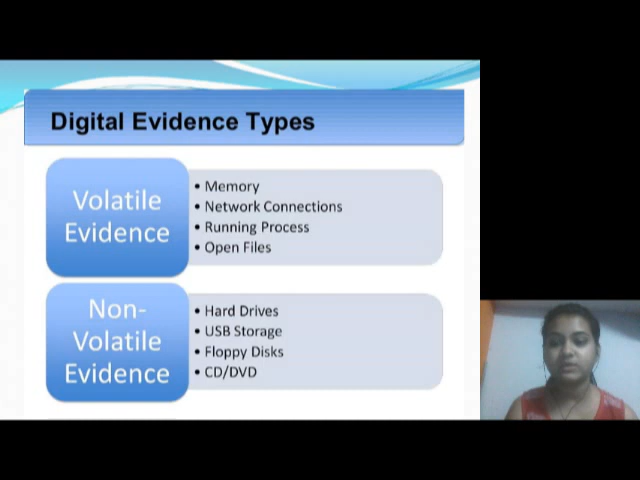 Digital Evidence Types
Volatile
Evidence
• Memory
• Network Connections
• Running Process
• Open Files
Non-
Volatile
Evidence
• Hard Drives
• USB Storage
• Floppy Disks
• CD/DVD